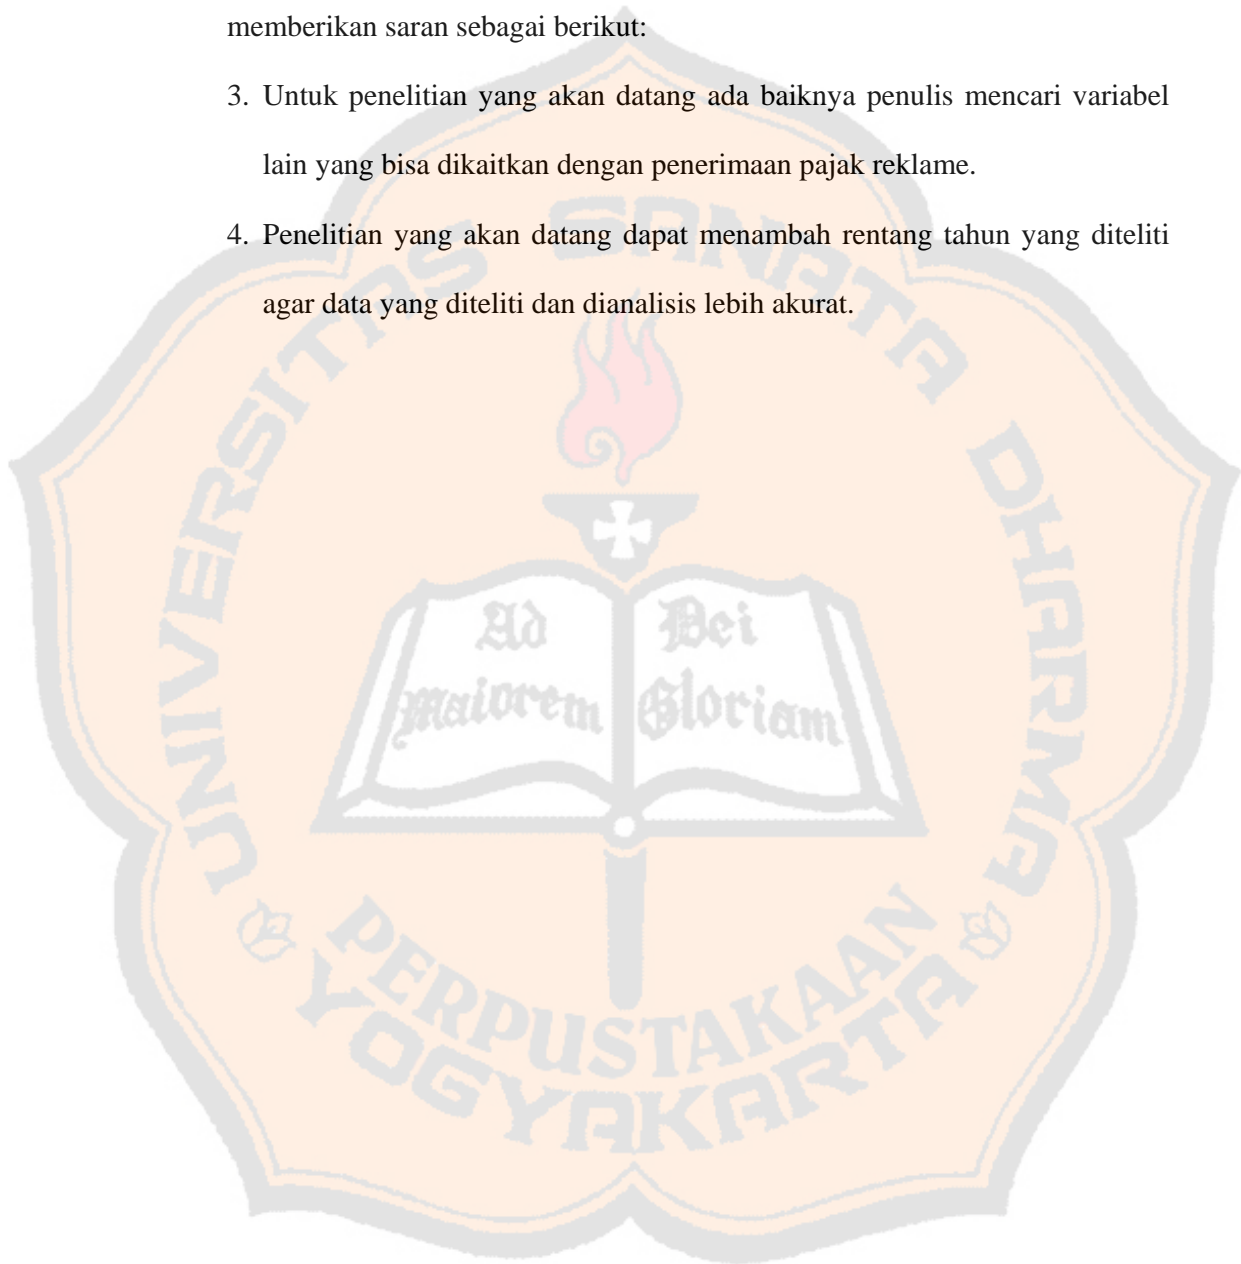 memberikan saran sebagai berikut:
3. Untuk penelitian yang akan datang ada baiknya penulis mencari variabel
lain yang bisa dikaitkan dengan penerimaan pajak reklame.
4. Penelitian yang akan datang dapat menambah rentang tahun yang diteliti
agar data yang diteliti dan dianalisis lebih akurat.
UNIVERSITAS SANATA DHARMA
Ad
maiorem
Dei
Gloriam
PERPUSTAKAAN
YOGYAKARTA